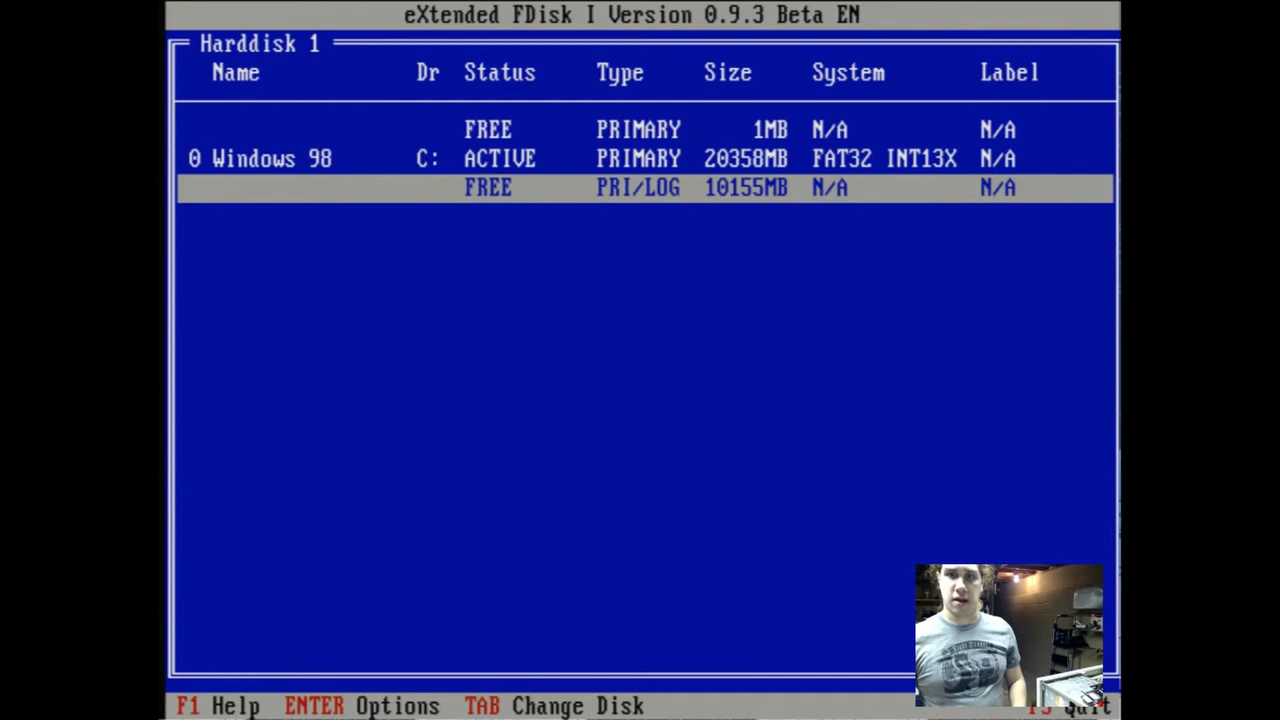 eXtended FDisk I Version 0.9.3 Beta EN
Harddisk 1
Name Dr Status Type Size System Label
FREE PRIMARY 1MB N/A N/A
0 Windows 98 C: ACTIVE PRIMARY 20358MB FAT32 INT13X N/A
FREE PRI/LOG 10155MB N/A N/A
F1 Help ENTER Options TAB Change Disk Quit